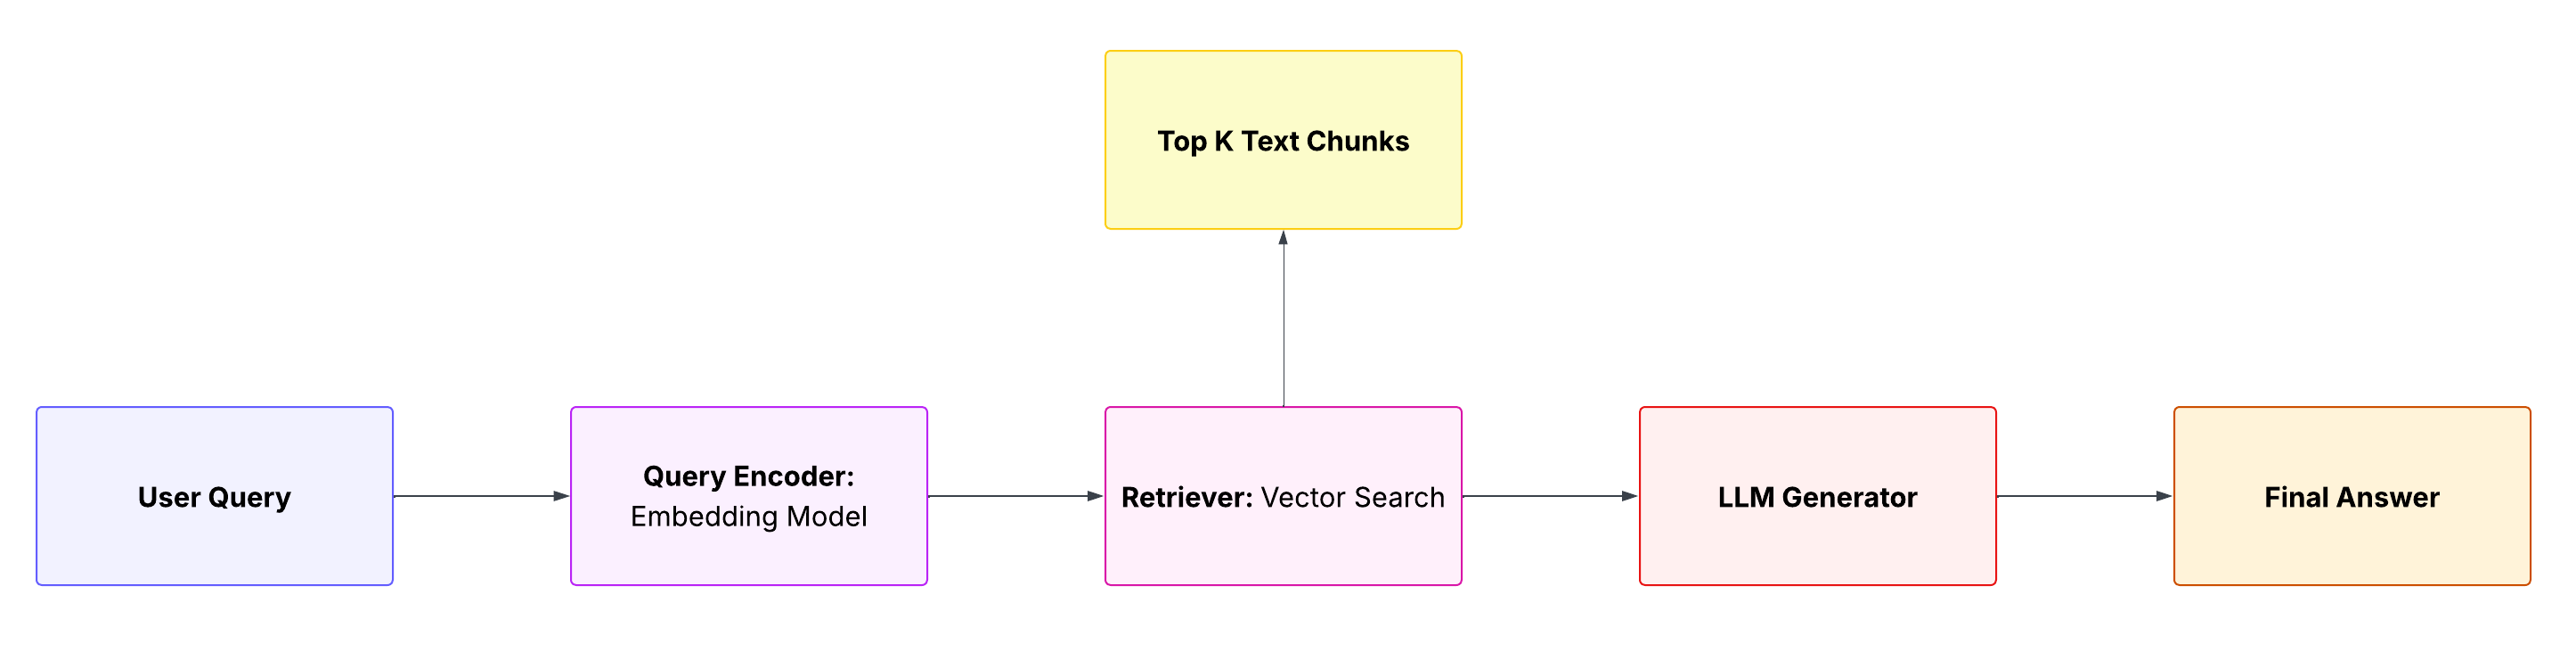 Top K Text Chunks
User Query
Query Encoder:
Embedding Model
Retriever: Vector Search
LLM Generator
Final Answer